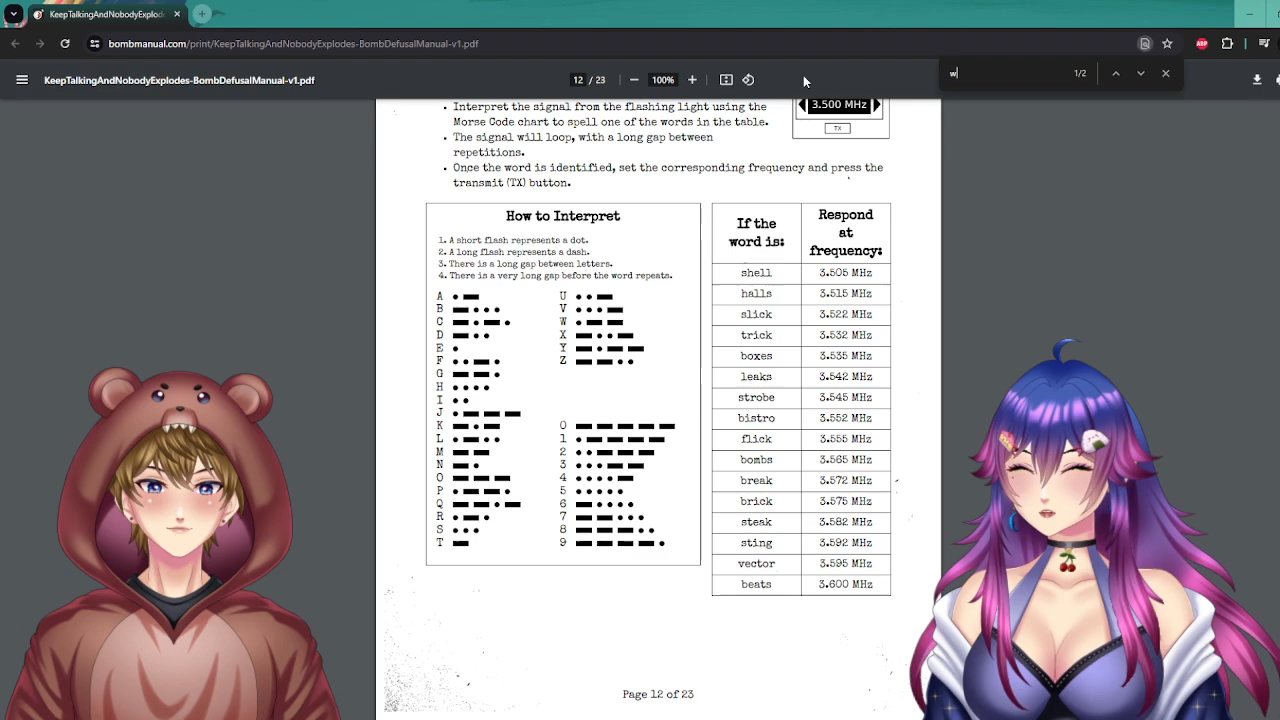 KeepTalkingAndNobodyExplodes
bombmanual.com/print/KeepTalkingAndNobodyExplodes-BombDefusalManual-v1.pdf
ABP
KeepTalkingAndNobodyExplodes-BombDefusalManual-v1.pdf
12 / 23
100%
w
1/2
Interpret the signal from the flashing light using the
Morse Code chart to spell one of the words in the table.
The signal will loop, with a long gap between
repetitions.
Once the word is identified, set the corresponding frequency and press the
transmit (TX) button.
3.500 MHz
TX
How to Interpret
1. A short flash represents a dot.
2. A long flash represents a dash.
3. There is a long gap between letters.
4. There is a very long gap before the word repeats.
A
B
C
D
E
F
G
H
I
J
K
L
M
N
O
P
Q
R
S
T
U
V
W
X
Y
Z
0
1
2
3
4
5
6
7
8
9
If the
word is:
Respond
at
frequency:
shell 3.505 MHz
halls 3.515 MHz
slick 3.522 MHz
trick 3.532 MHz
boxes 3.535 MHz
leaks 3.542 MHz
strobe 3.545 MHz
bistro 3.552 MHz
flick 3.555 MHz
bombs 3.565 MHz
break 3.572 MHz
brick 3.575 MHz
steak 3.582 MHz
sting 3.592 MHz
vector 3.595 MHz
beats 3.600 MHz
Page 12 of 23